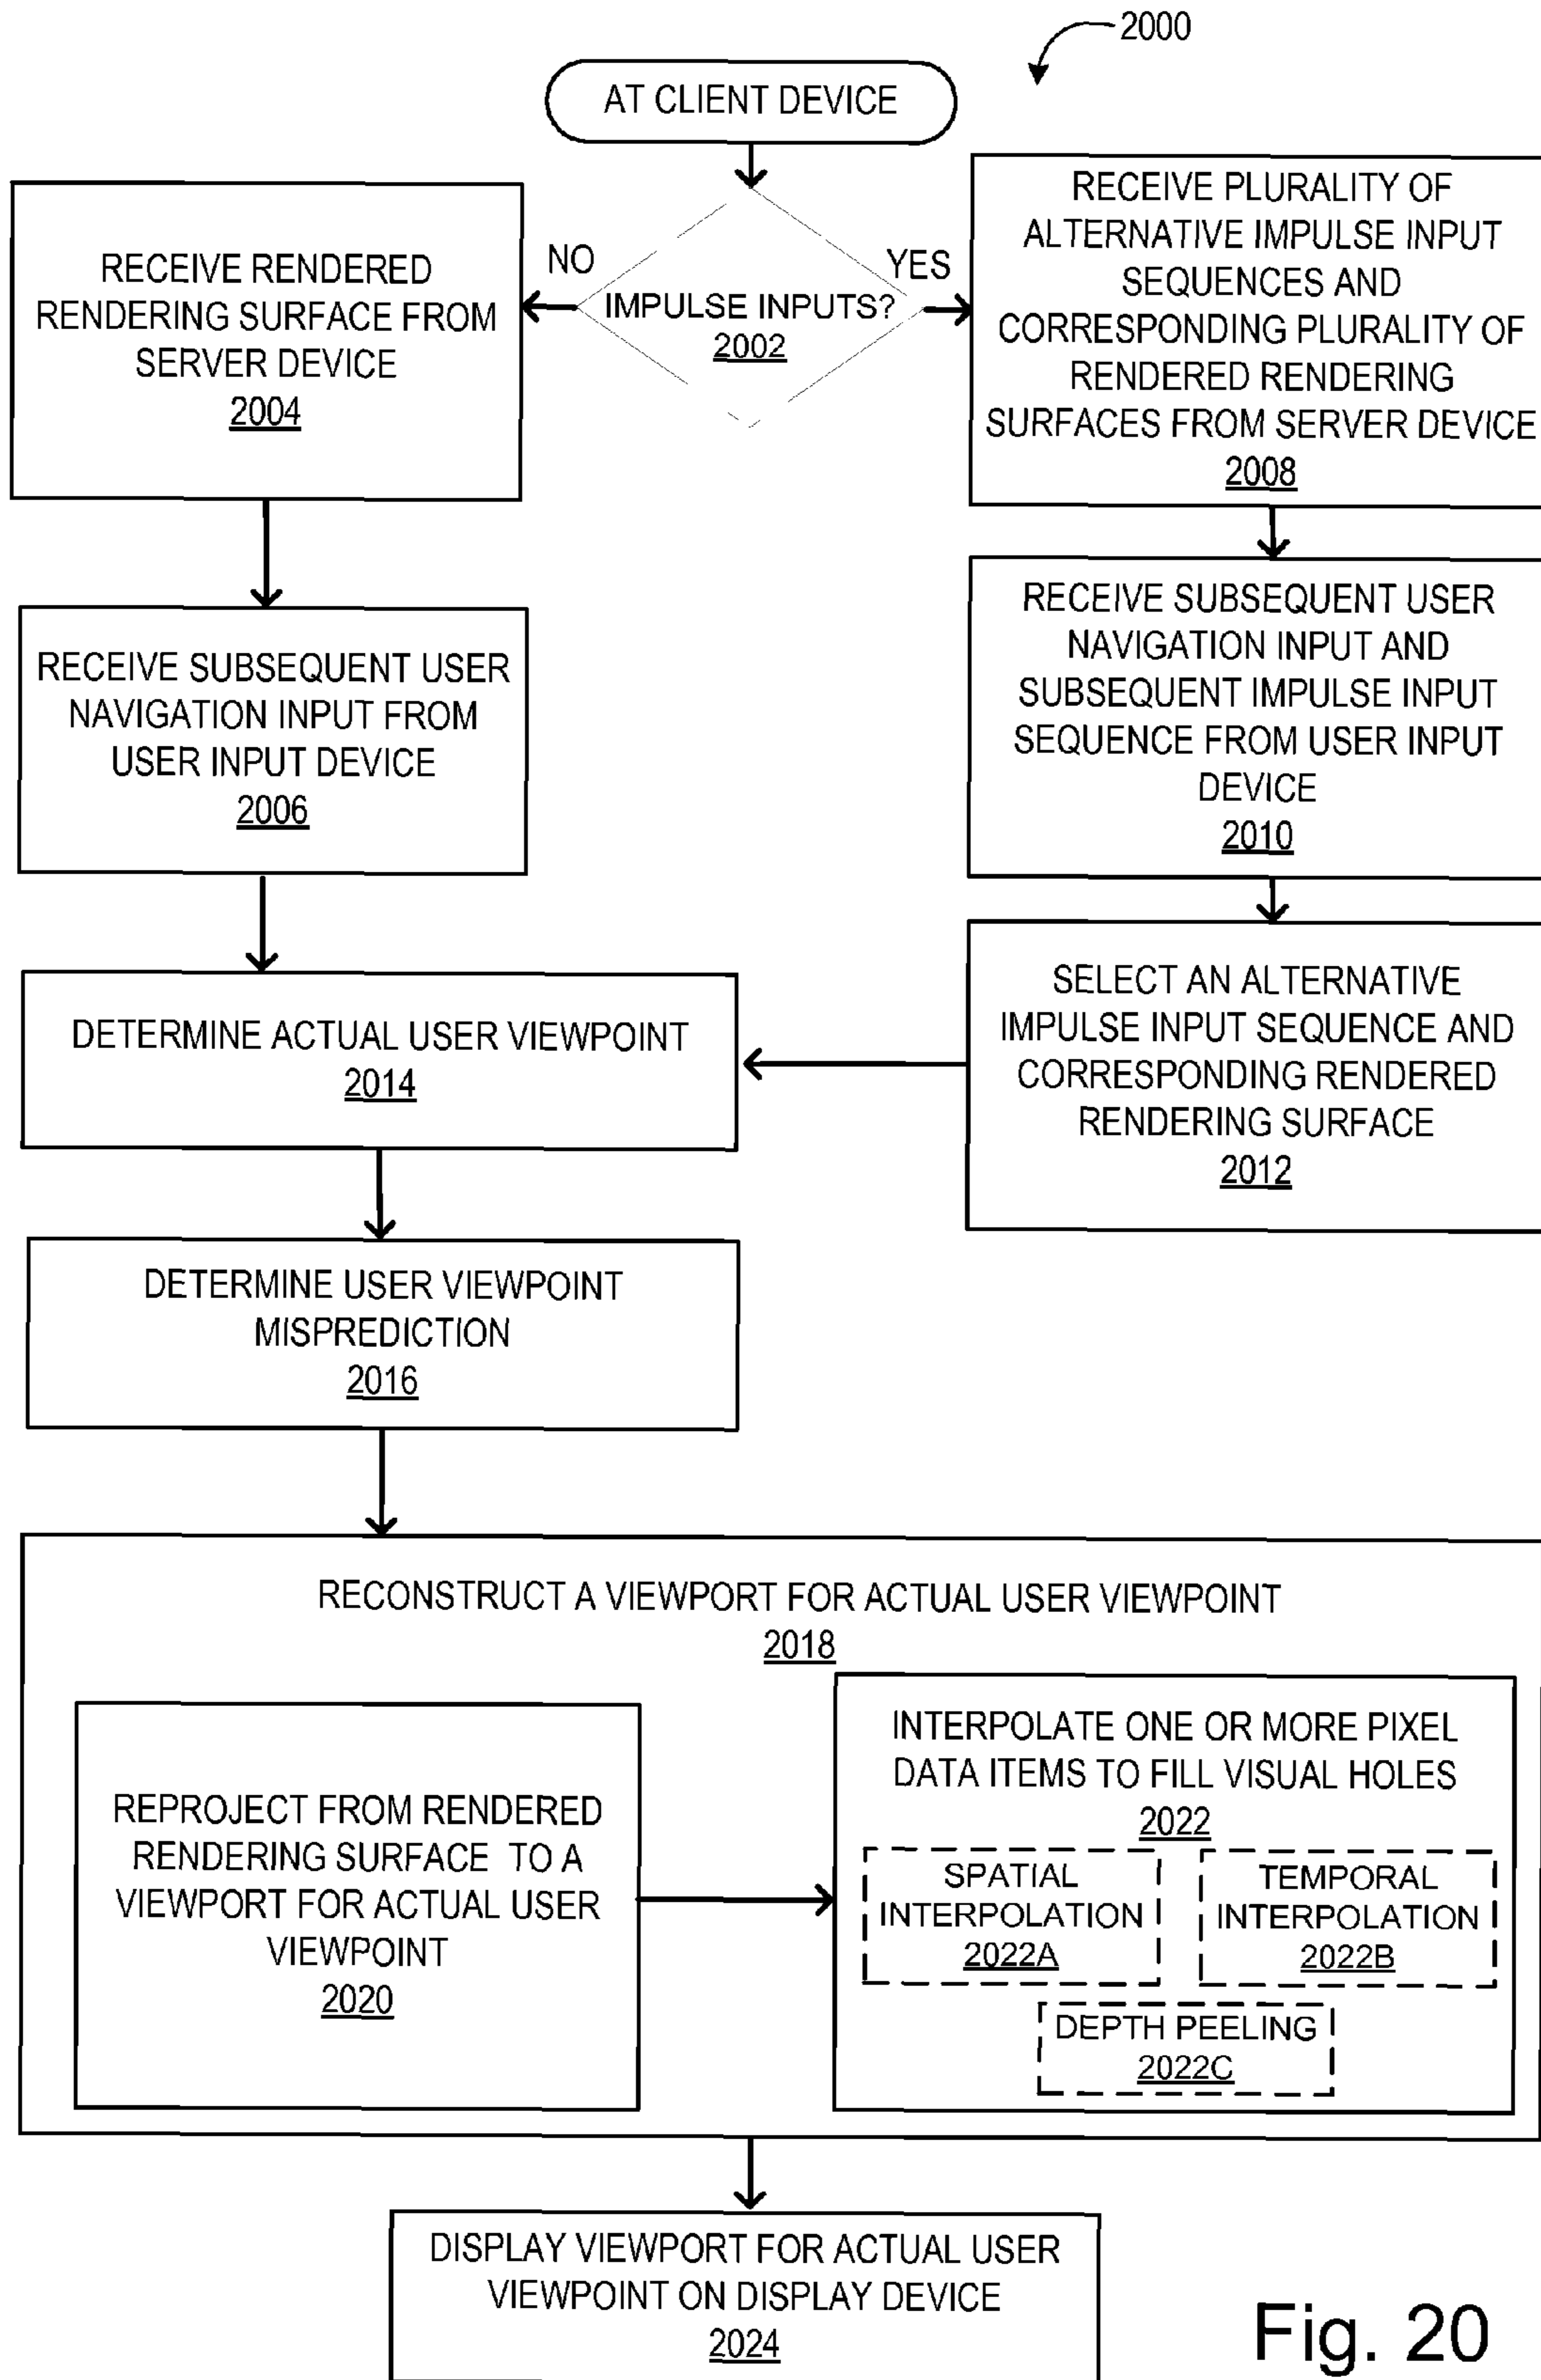 2000
AT CLIENT DEVICE
NO
YES
IMPULSE INPUTS?
2002
RECEIVE RENDERED
RENDERING SURFACE FROM
SERVER DEVICE
2004
RECEIVE PLURALITY OF
ALTERNATIVE IMPULSE INPUT
SEQUENCES AND
CORRESPONDING PLURALITY OF
RENDERED RENDERING
SURFACES FROM SERVER DEVICE
2008
RECEIVE SUBSEQUENT USER
NAVIGATION INPUT FROM
USER INPUT DEVICE
2006
RECEIVE SUBSEQUENT USER
NAVIGATION INPUT AND
SUBSEQUENT IMPULSE INPUT
SEQUENCE FROM USER INPUT
DEVICE
2010
SELECT AN ALTERNATIVE
IMPULSE INPUT SEQUENCE AND
CORRESPONDING RENDERED
RENDERING SURFACE
2012
DETERMINE ACTUAL USER VIEWPOINT
2014
DETERMINE USER VIEWPOINT
MISPREDICTION
2016
RECONSTRUCT A VIEWPORT FOR ACTUAL USER VIEWPOINT
2018
REPROJECT FROM RENDERED
RENDERING SURFACE TO A
VIEWPORT FOR ACTUAL USER
VIEWPOINT
2020
INTERPOLATE ONE OR MORE PIXEL
DATA ITEMS TO FILL VISUAL HOLES
2022
SPATIAL
INTERPOLATION
2022A
TEMPORAL
INTERPOLATION
2022B
DEPTH PEELING
2022C
DISPLAY VIEWPORT FOR ACTUAL USER
VIEWPOINT ON DISPLAY DEVICE
2024
Fig. 20